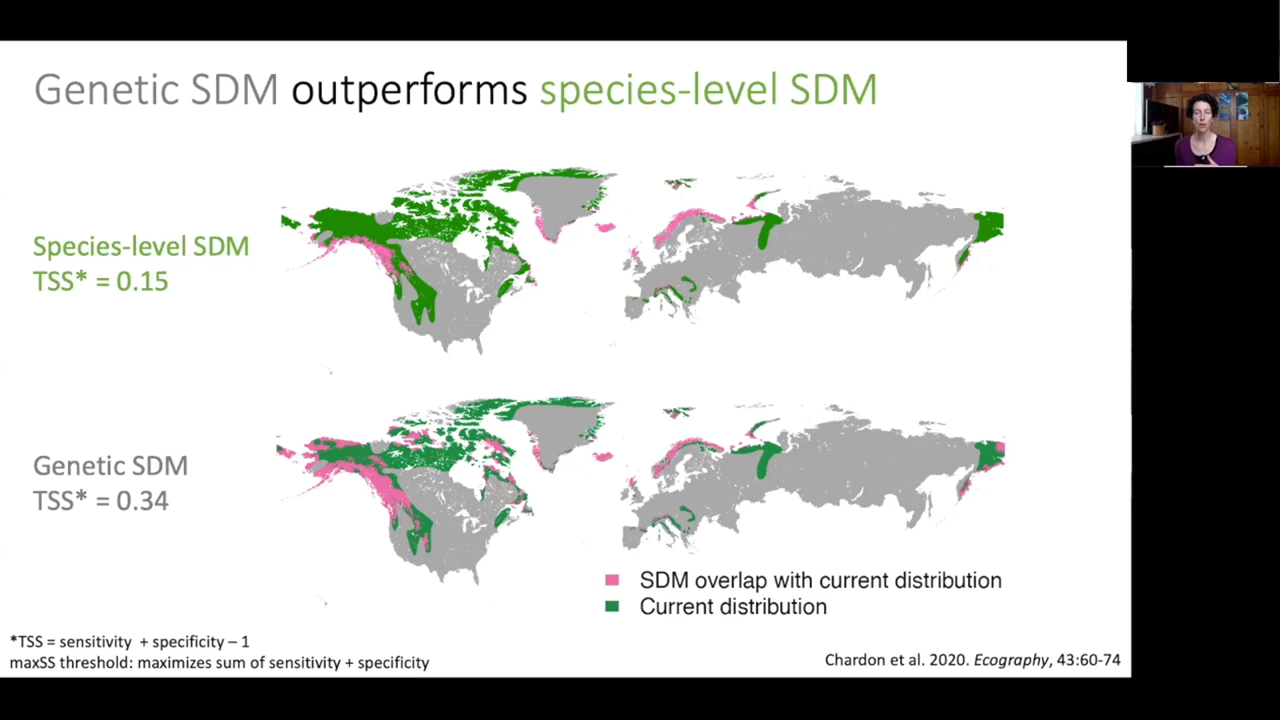 Genetic SDM outperforms species-level SDM
Species-level SDM
TSS* = 0.15
Genetic SDM
TSS* = 0.34
SDM overlap with current distribution
Current distribution
*TSS = sensitivity + specificity – 1
maxSS threshold: maximizes sum of sensitivity + specificity
Chardon et al. 2020. Ecography, 43:60-74